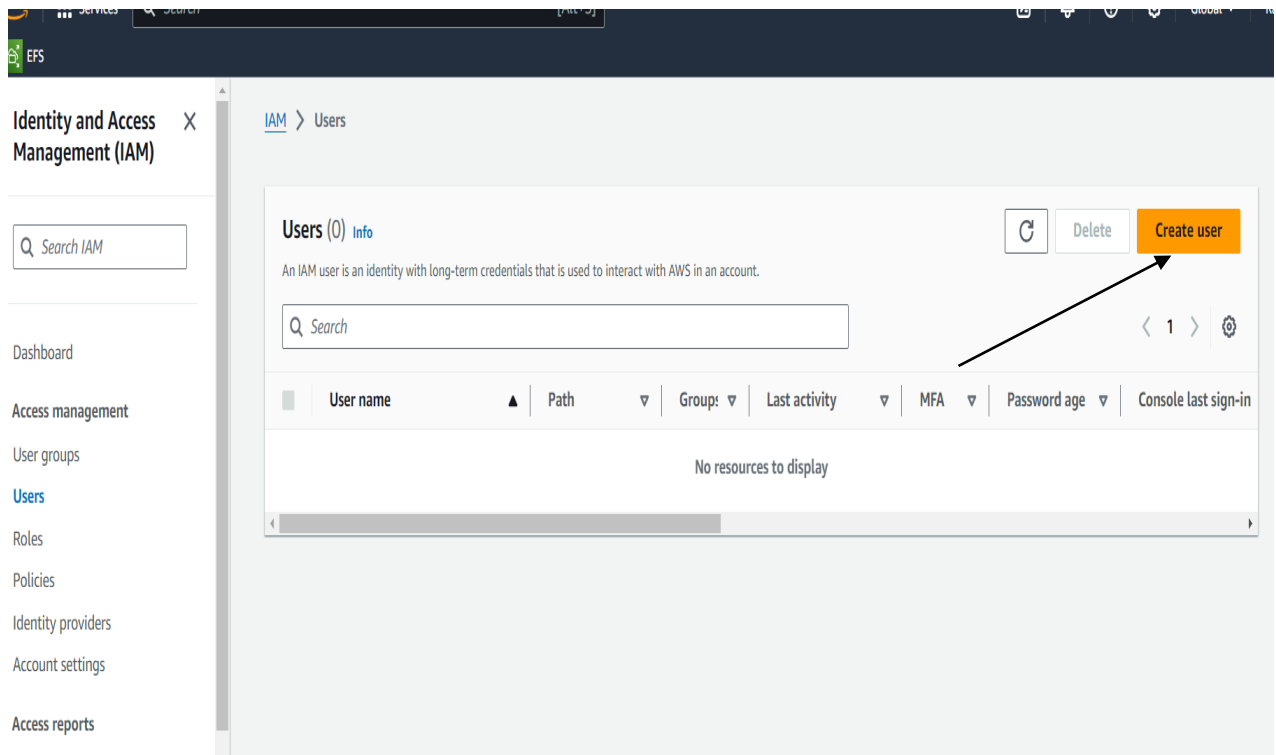 Services Search [Alt+S] Global
EFS
Identity and Access
Management (IAM)
Search IAM
Dashboard
Access management
User groups
Users
Roles
Policies
Identity providers
Account settings
Access reports
IAM > Users
Users (0) Info
Delete
Create user
An IAM user is an identity with long-term credentials that is used to interact with AWS in an account.
Search
1
User name Path Groups Last activity MFA Password age Console last sign-in
No resources to display